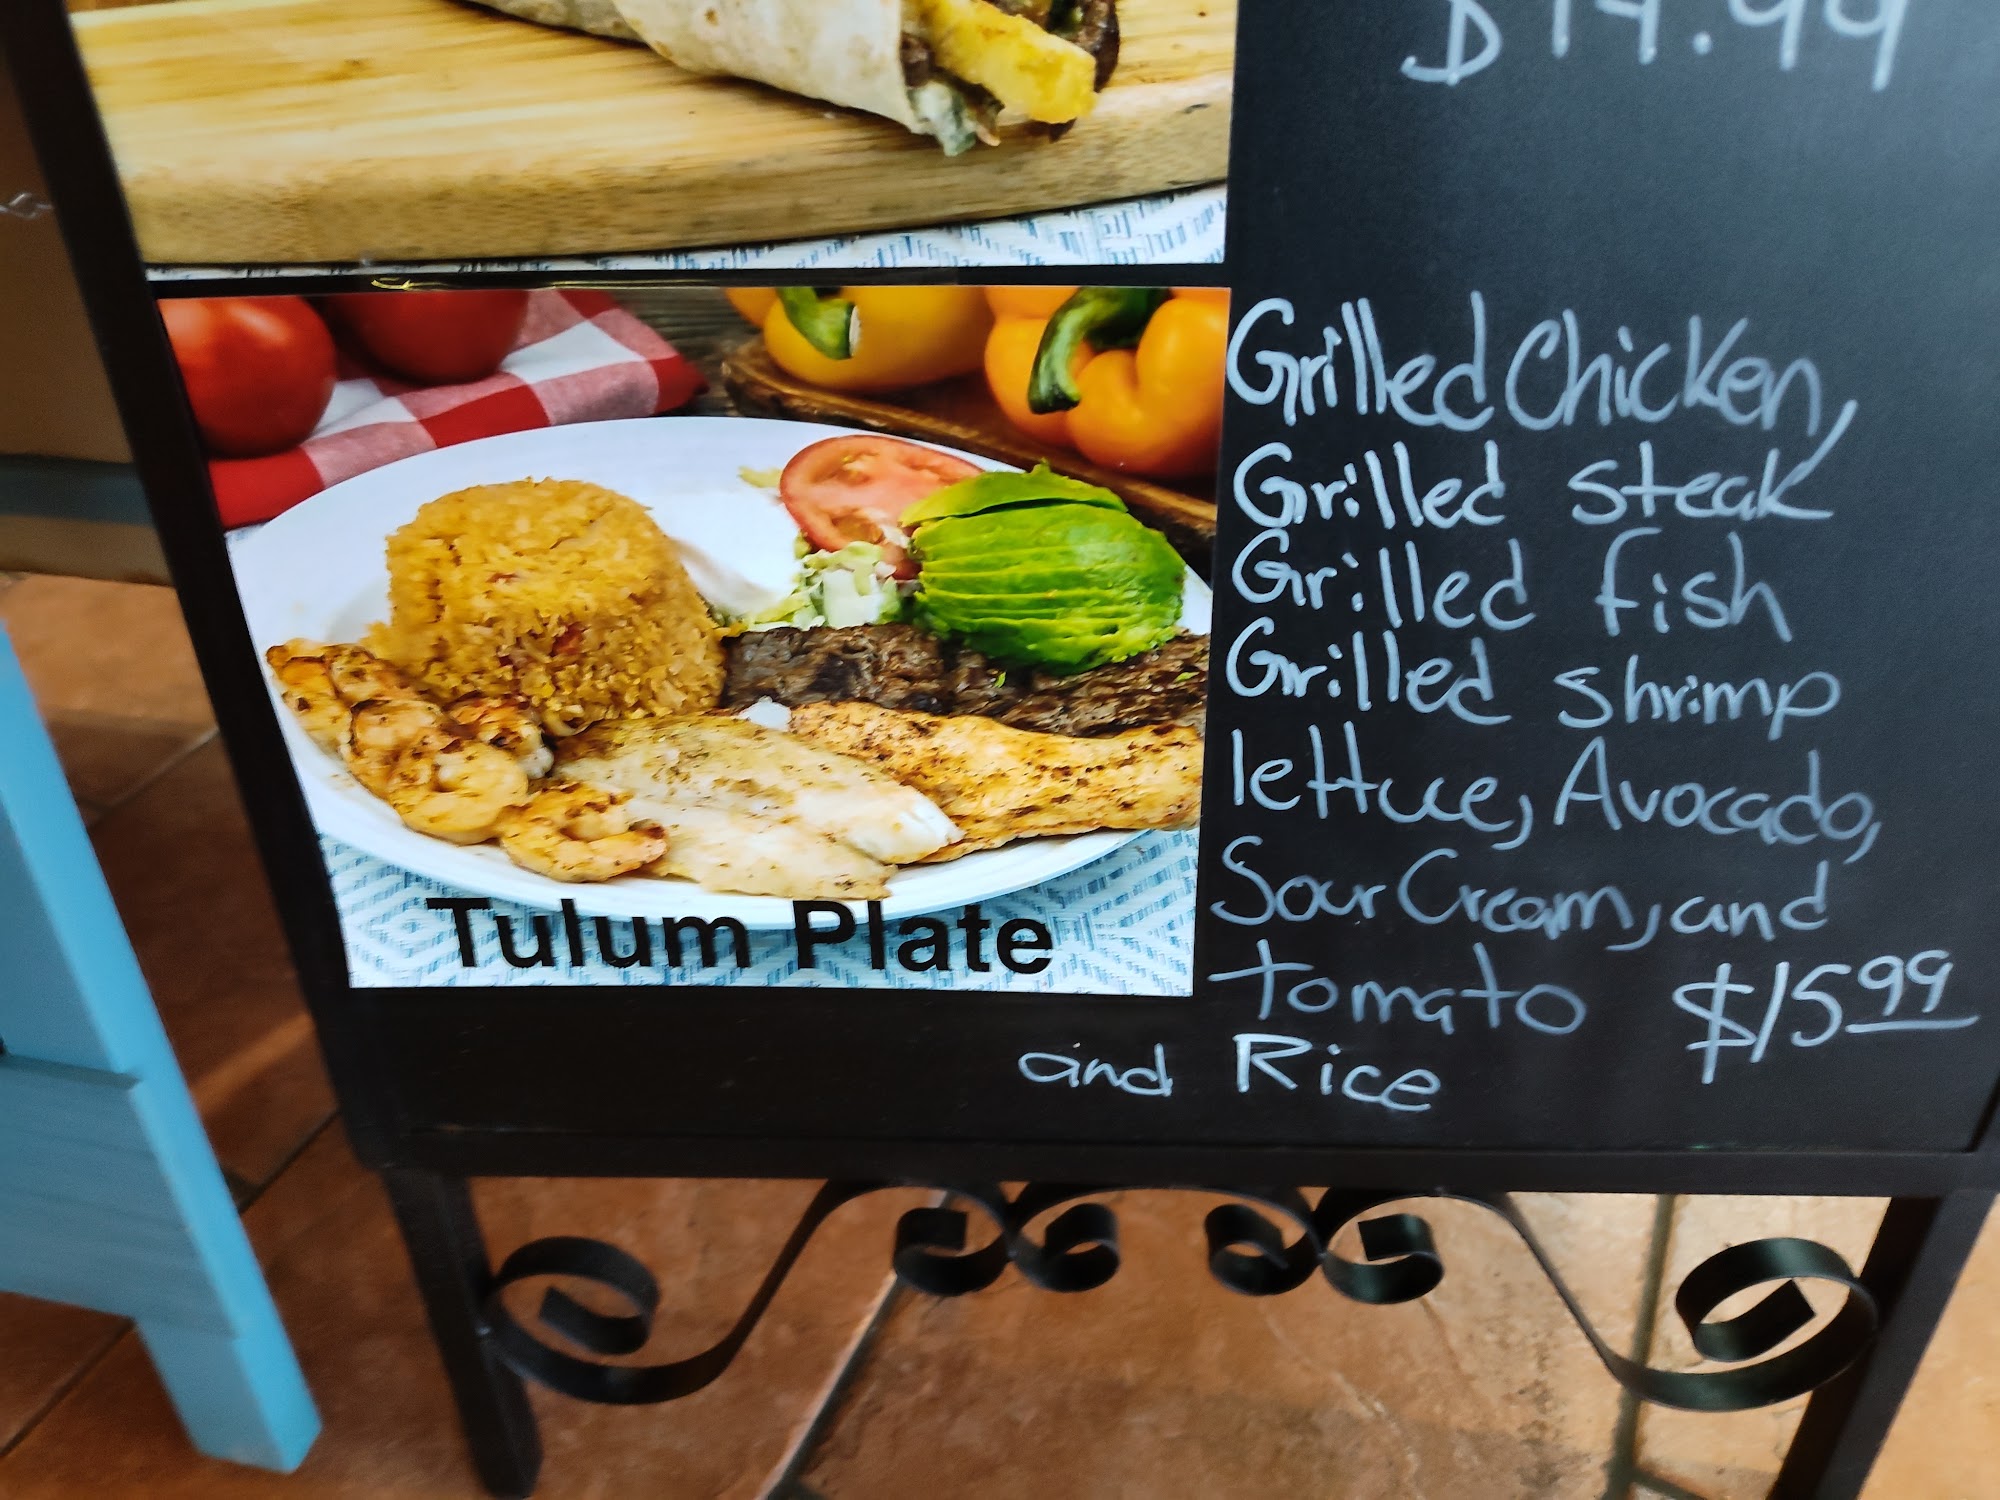 Grilled Chicken,
Grilled steak
Grilled fish
Grilled shrimp
lettuce, Avocado,
Sour Cream, and
tomato $15.99
and Rice
Tulum Plate